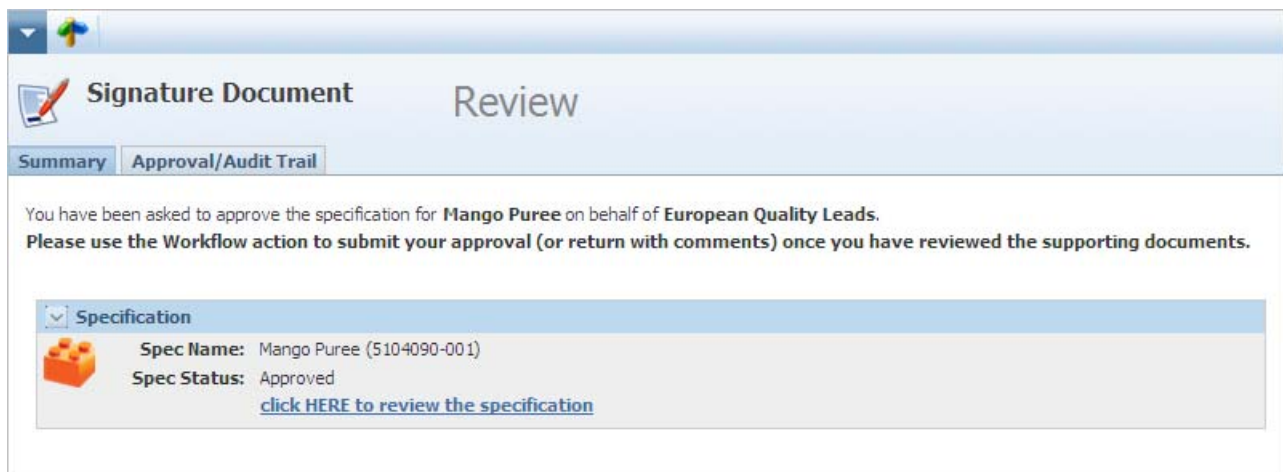 Signature Document
Review
Summary
Approval/Audit Trail
You have been asked to approve the specification for Mango Puree on behalf of European Quality Leads.
Please use the Workflow action to submit your approval (or return with comments) once you have reviewed the supporting documents.
Specification
Spec Name: Mango Puree (5104090-001)
Spec Status: Approved
click HERE to review the specification